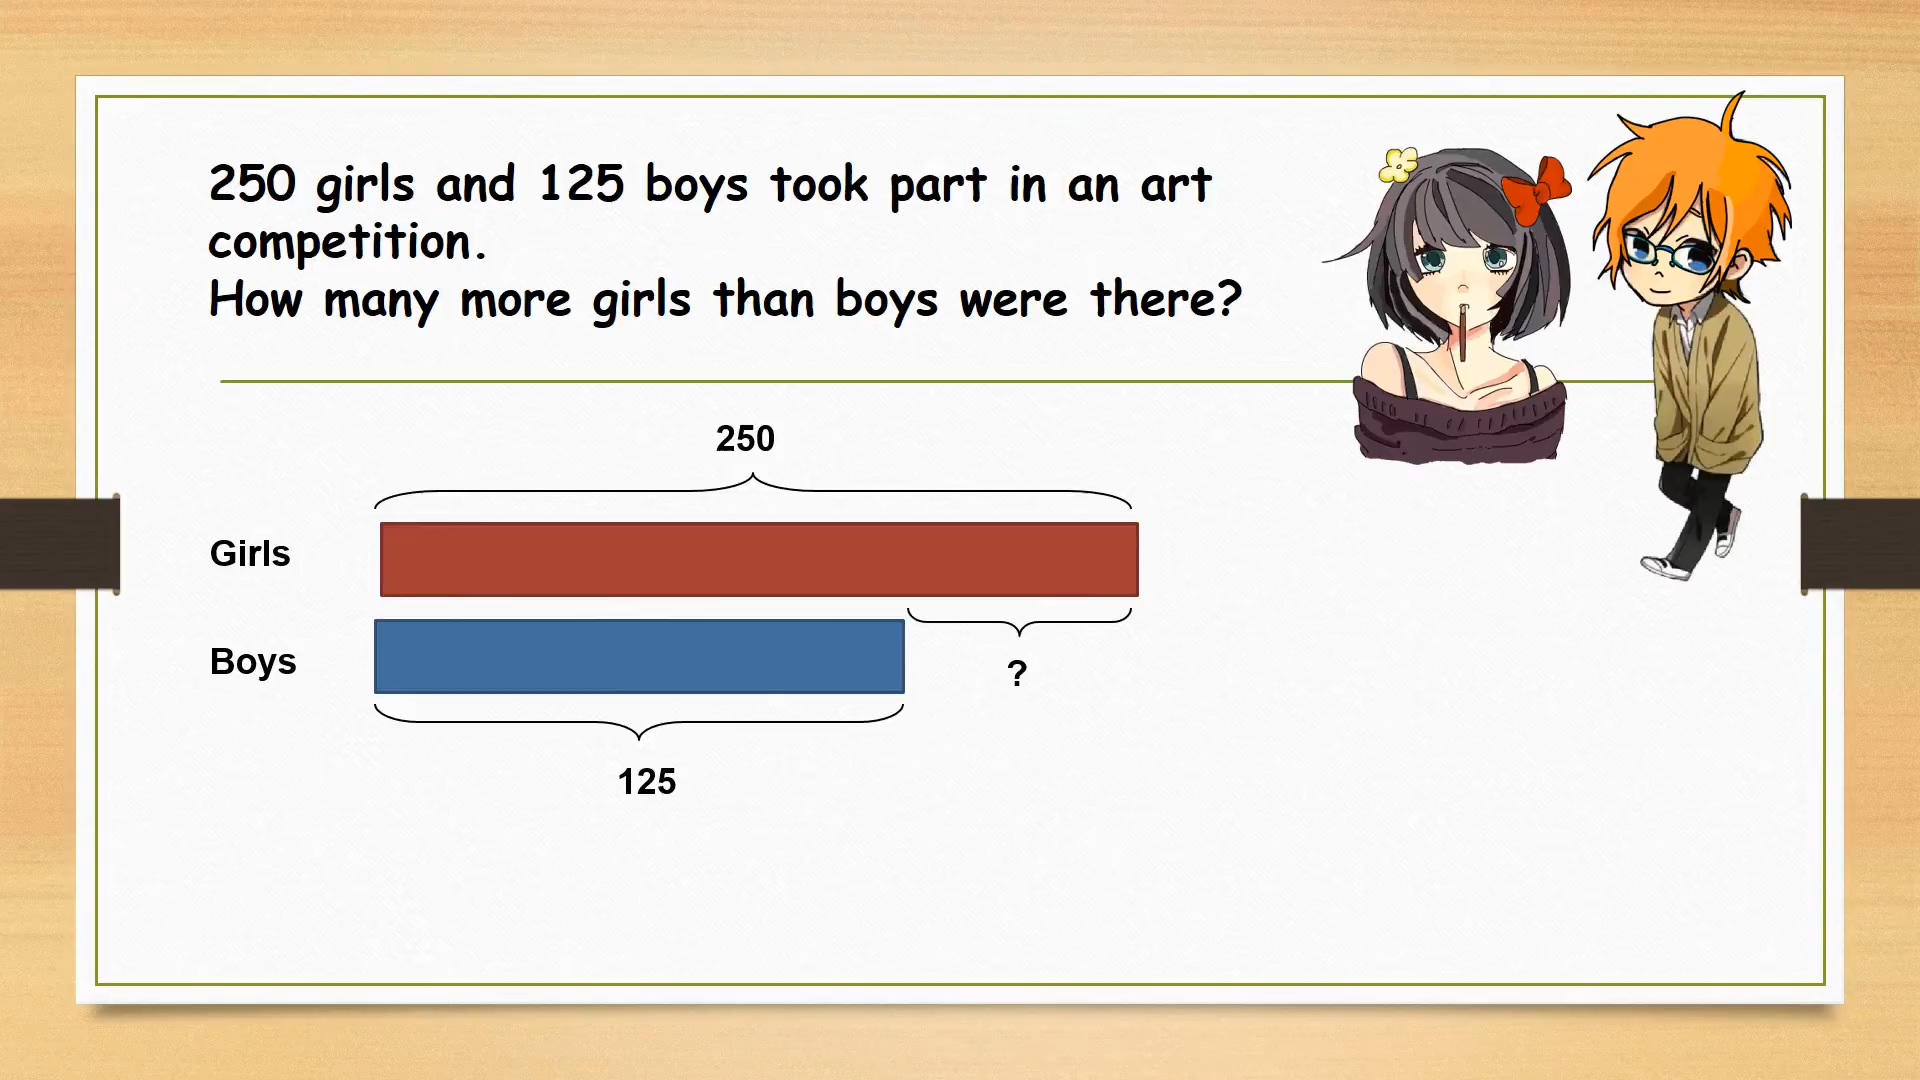 250 girls and 125 boys took part in an art
competition.
How many more girls than boys were there?
250
Girls
Boys
?
125